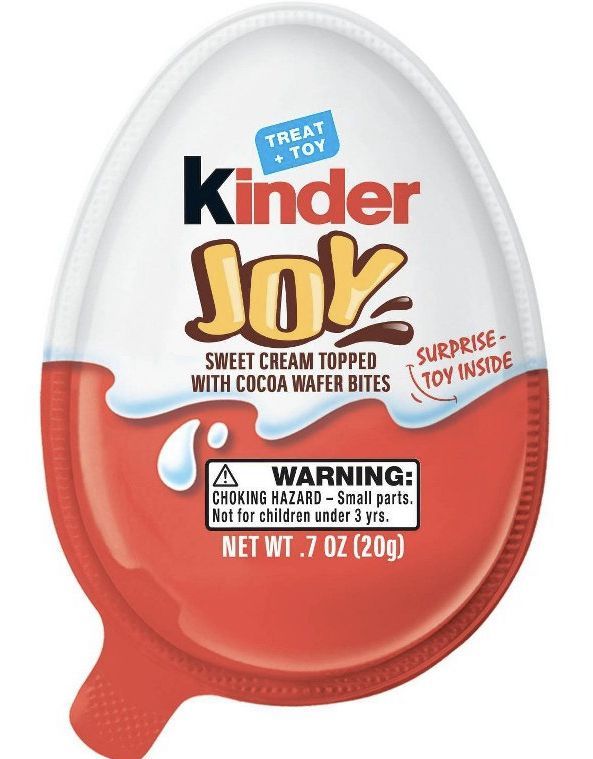 TREAT
+ TOY
Kinder
JOY
SWEET CREAM TOPPED
WITH COCOA WAFER BITES
SURPRISE-
TOY INSIDE
WARNING:
CHOKING HAZARD – Small parts.
Not for children under 3 yrs.
NET WT .7 OZ (20g)